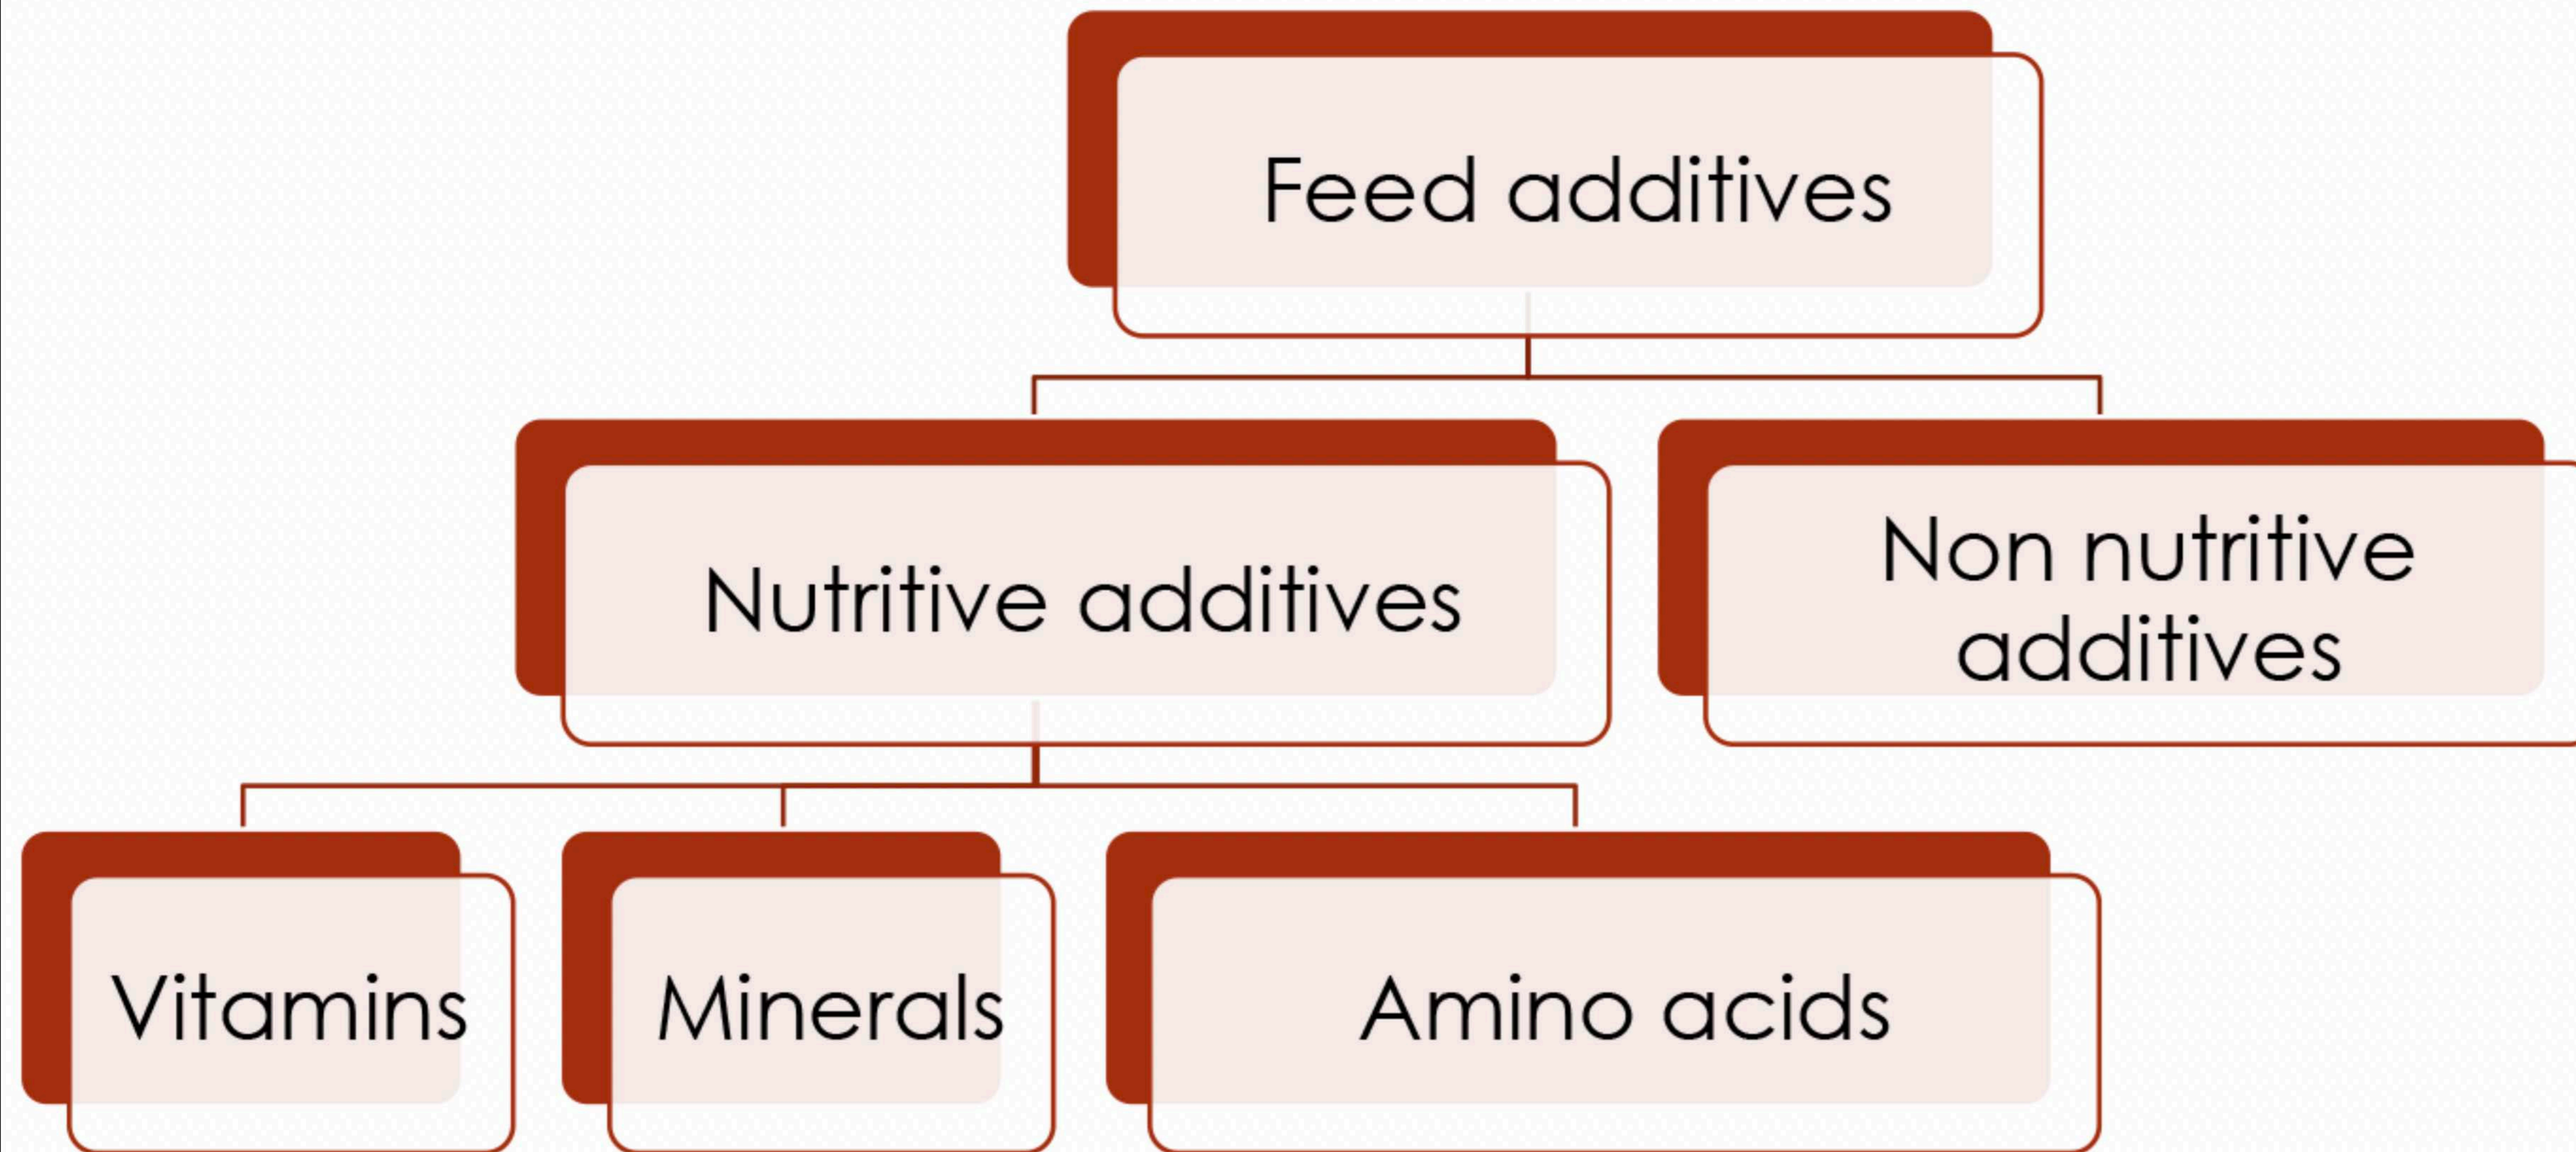 Feed additives
Nutritive additives
Non nutritive
additives
Vitamins
Minerals
Amino acids